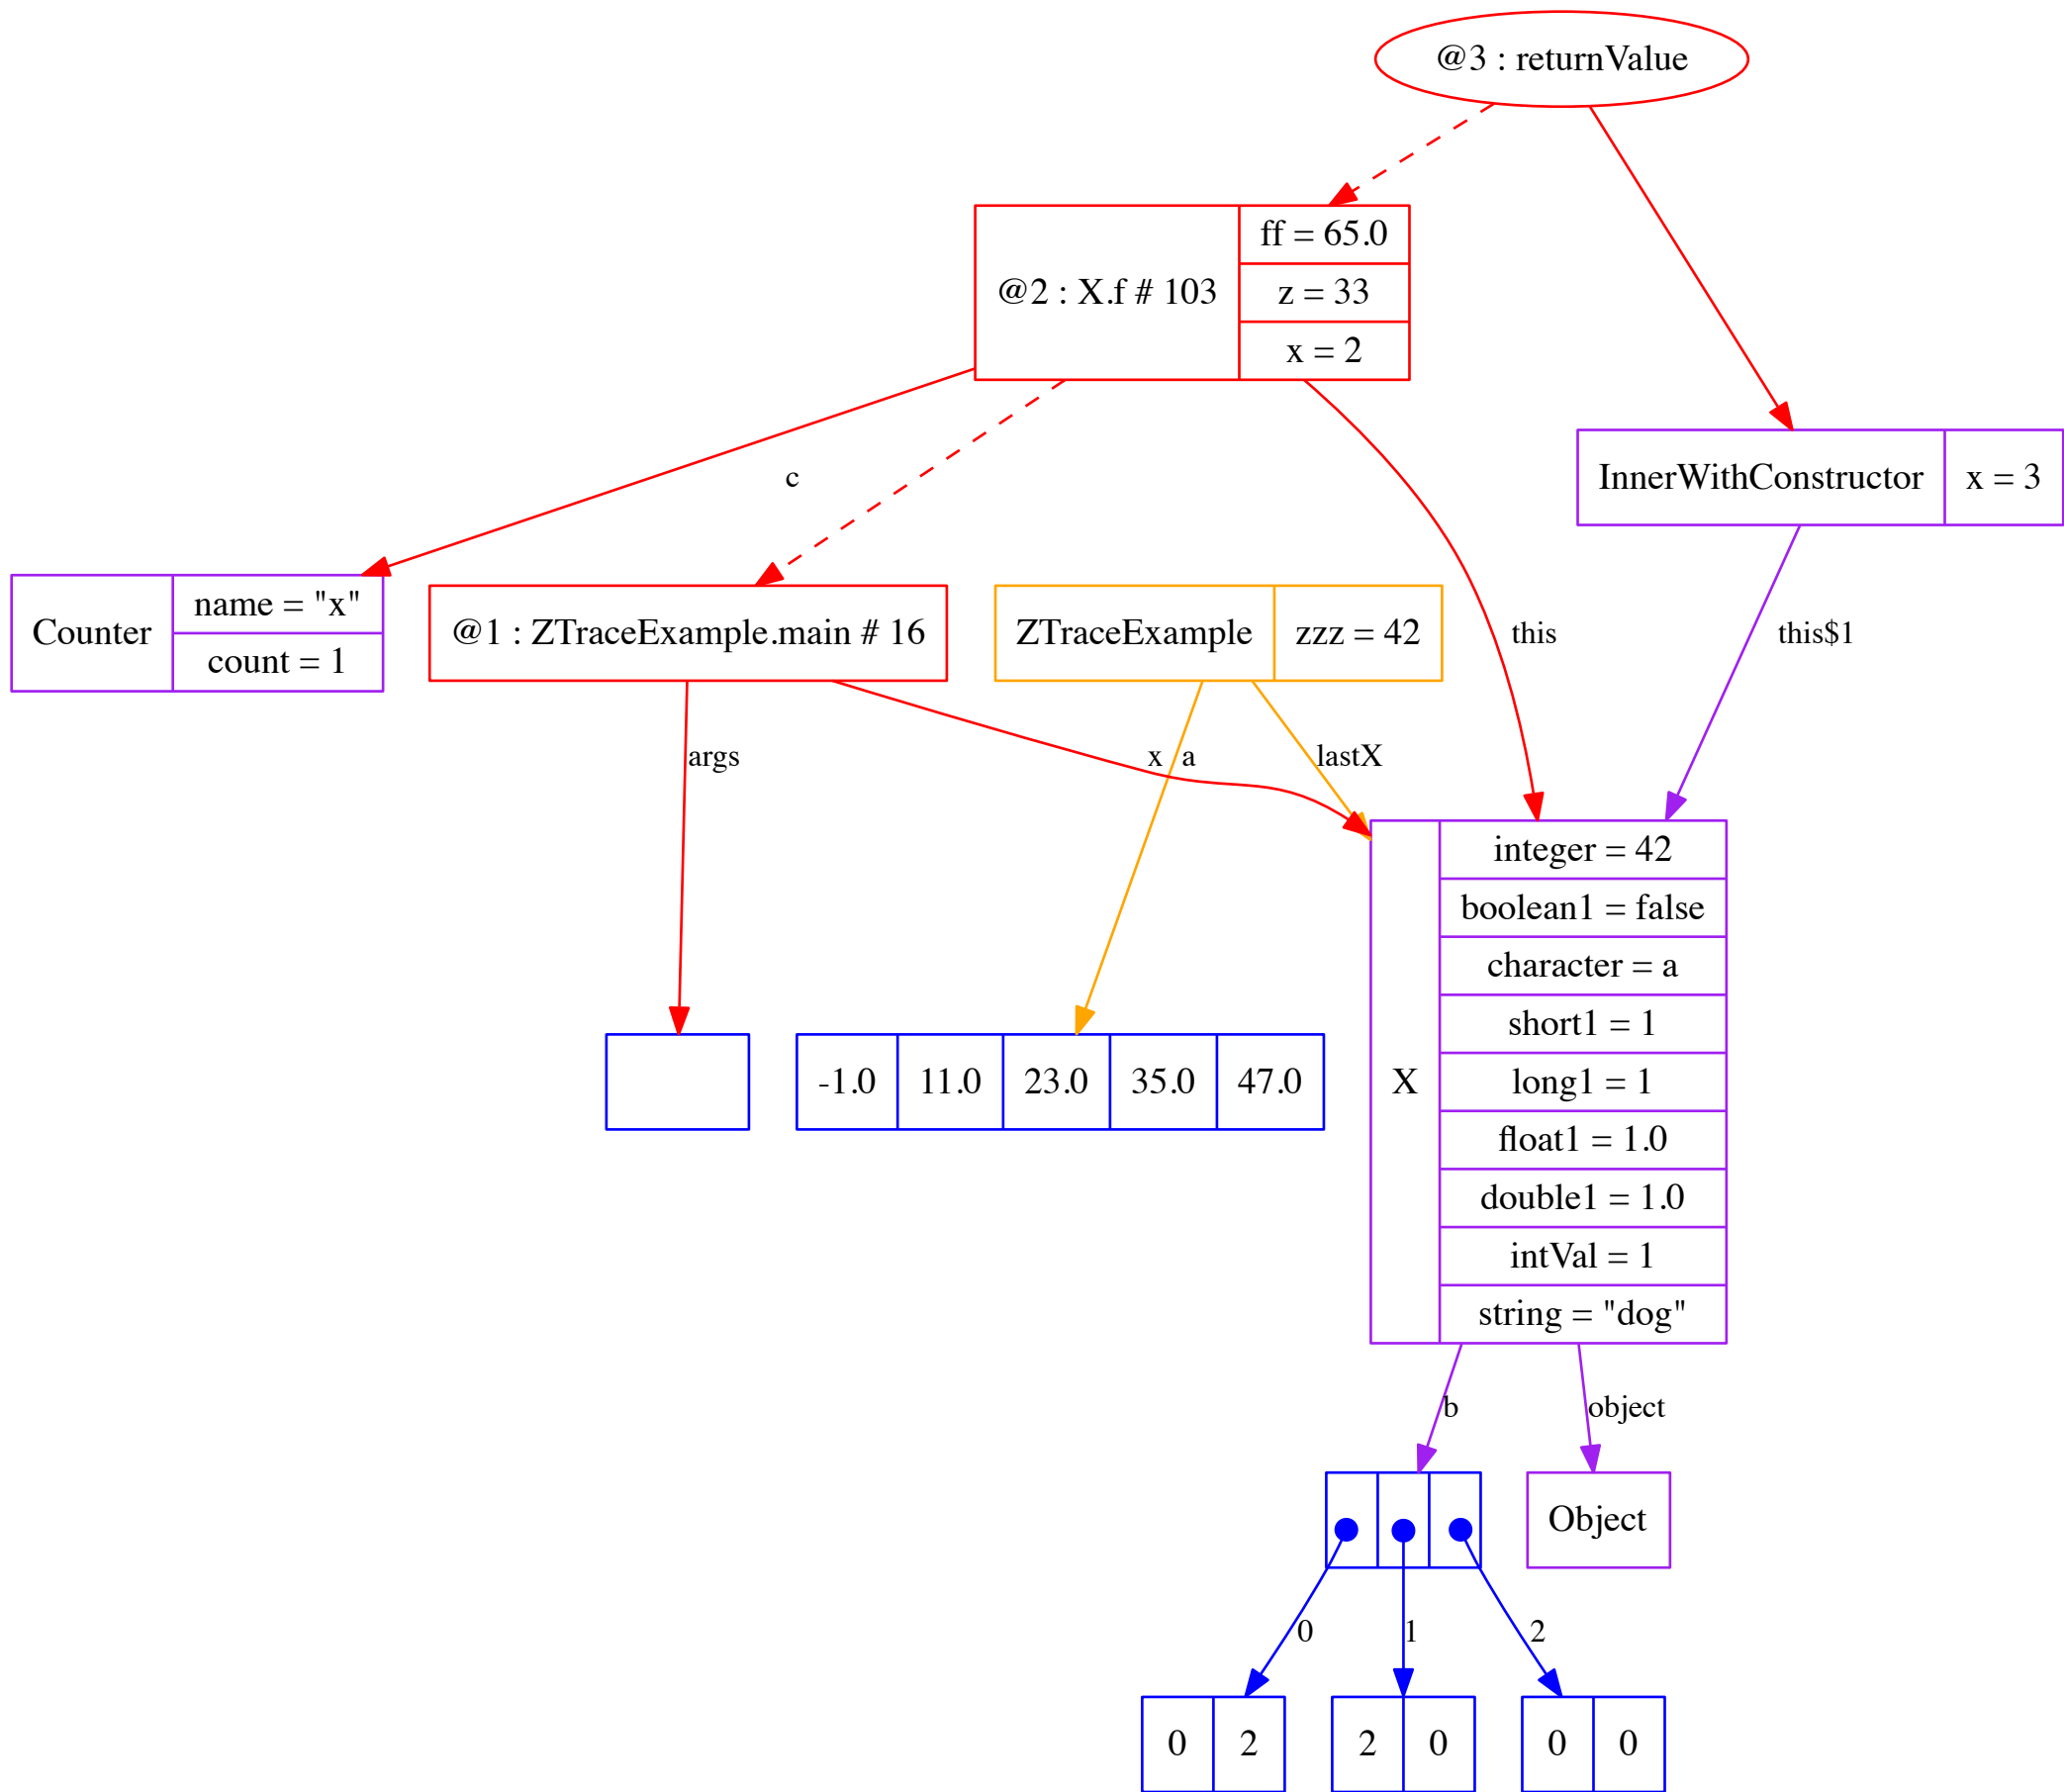 @3 : returnValue
@2 : X.f # 103
ff = 65.0
z = 33
x = 2
c
InnerWithConstructor
x = 3
Counter
name = "x"
count = 1
@1 : ZTraceExample.main # 16
ZTraceExample
zzz = 42
this
this$1
args
x
a
lastX
X
integer = 42
boolean1 = false
character = a
short1 = 1
long1 = 1
float1 = 1.0
double1 = 1.0
intVal = 1
string = "dog"
-1.0
11.0
23.0
35.0
47.0
b
object
Object
0
1
2
0
2
2
0
0
0